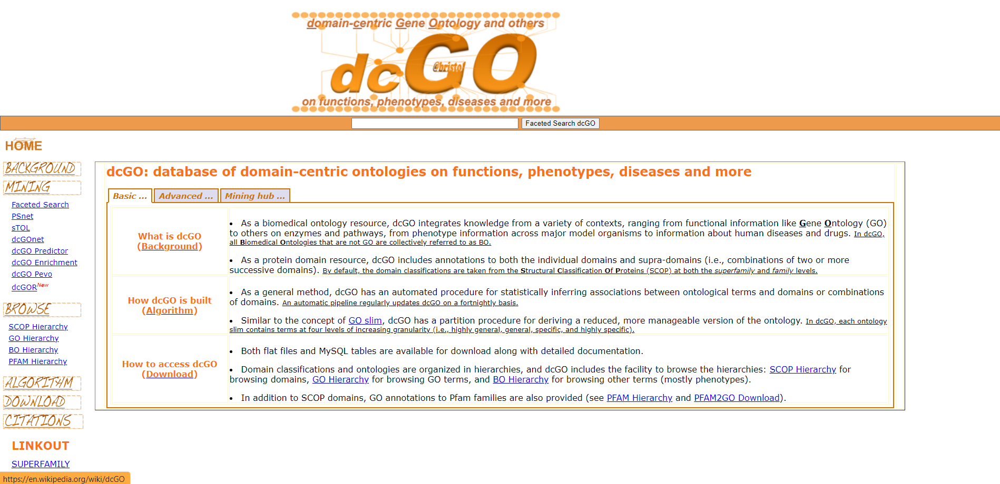 domain-centric Gene Ontology and others
dcGO
@bristol
on functions, phenotypes, diseases and more
Faceted Search dcGO
HOME
BACKGROUND
MINING
Faceted Search
PSnet
sTOL
dcGOnet
dcGO Predictor
dcGO Enrichment
dcGO Pevo
dcGOR New
BROWSE
SCOP Hierarchy
GO Hierarchy
BO Hierarchy
PFAM Hierarchy
ALGORITHM
DOWNLOAD
CITATIONS
LINKOUT
SUPERFAMILY
dcGO: database of domain-centric ontologies on functions, phenotypes, diseases and more
Basic ... Advanced ... Mining hub ...
What is dcGO
(Background)
• As a biomedical ontology resource, dcGO integrates knowledge from a variety of contexts, ranging from functional information like Gene Ontology (GO)
to others on enzymes and pathways, from phenotype information across major model organisms to information about human diseases and drugs. In dcGO,
all Biomedical Ontologies that are not GO are collectively referred to as BO.
• As a protein domain resource, dcGO includes annotations to both the individual domains and supra-domains (i.e., combinations of two or more
successive domains). By default, the domain classifications are taken from the Structural Classification Of Proteins (SCOP) at both the superfamily and family levels.
How dcGO is built
(Algorithm)
• As a general method, dcGO has an automated procedure for statistically inferring associations between ontological terms and domains or combinations
of domains. An automatic pipeline regularly updates dcGO on a fortnightly basis.
• Similar to the concept of GO slim, dcGO has a partition procedure for deriving a reduced, more manageable version of the ontology. In dcGO, each ontology
slim contains terms at four levels of increasing granularity (i.e., highly general, general, specific, and highly specific).
How to access dcGO
(Download)
• Both flat files and MySQL tables are available for download along with detailed documentation.
• Domain classifications and ontologies are organized in hierarchies, and dcGO includes the facility to browse the hierarchies: SCOP Hierarchy for
browsing domains, GO Hierarchy for browsing GO terms, and BO Hierarchy for browsing other terms (mostly phenotypes).
• In addition to SCOP domains, GO annotations to Pfam families are also provided (see PFAM Hierarchy and PFAM2GO Download).
https://en.wikipedia.org/wiki/dcGO